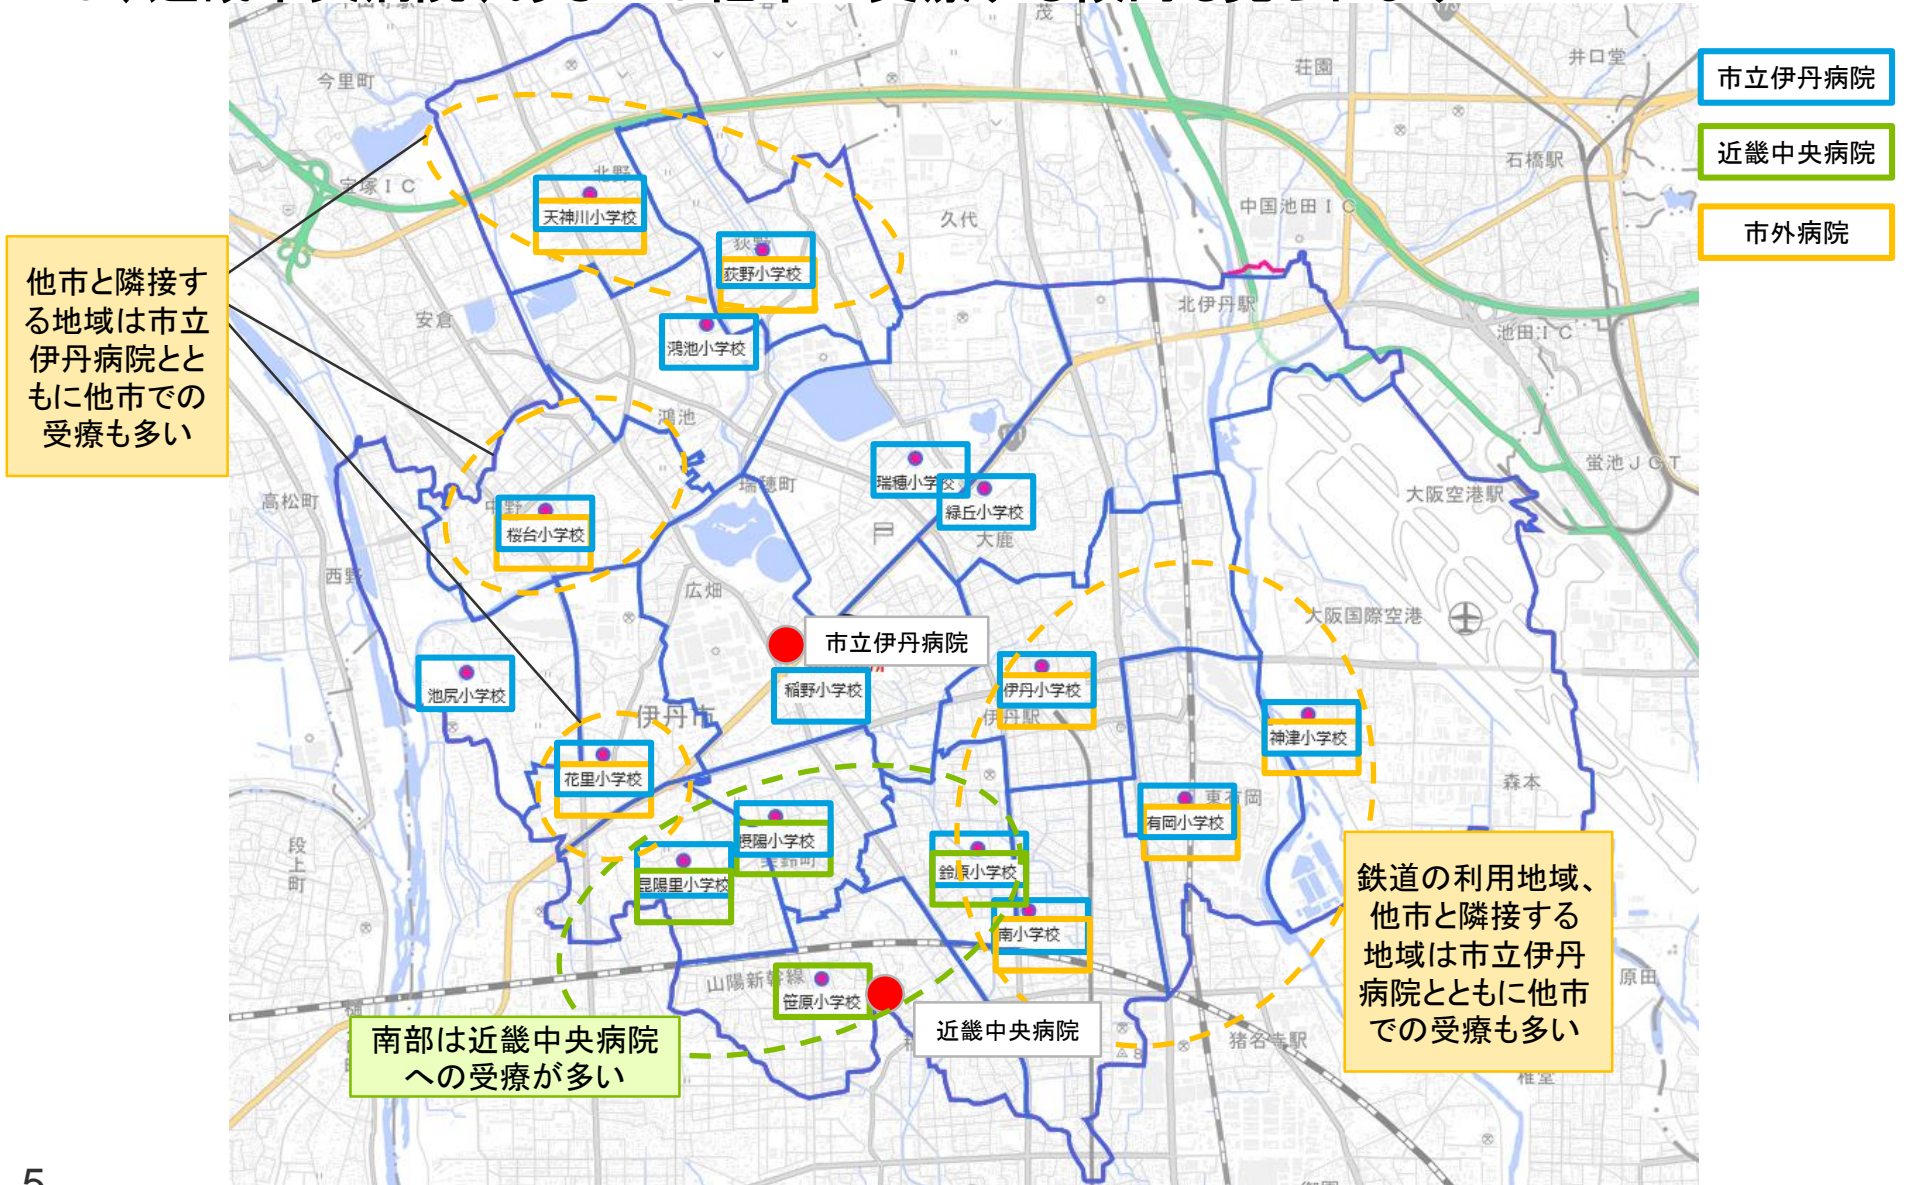 今里町
茂
荘園
井口堂
市立伊丹病院
近畿中央病院
市外病院
石橋駅
宝塚IC
北野
天神川小学校
荻野小学校
久代
中国池田IC
他市と隣接す
る地域は市立
伊丹病院とと
もに他市での
受療も多い
安倉
鴻池小学校
北伊丹駅
池田IC
鴻池
瑞穂町
瑞穂小学校
緑丘小学校
大鹿
蛍池JCT
大阪空港駅
高松町
中野
桜台小学校
西野
広畑
大阪国際空港
市立伊丹病院
稲野小学校
池尻小学校
伊丹市
伊丹小学校
伊丹駅
神津小学校
花里小学校
森本
東有岡
有岡小学校
段上町
摂陽小学校
昆陽里小学校
鈴原小学校
南小学校
鉄道の利用地域、
他市と隣接する
地域は市立伊丹
病院とともに他市
での受療も多い
山陽新幹線
笹原小学校
原田
近畿中央病院
猪名寺駅
南部は近畿中央病院
への受療が多い
椎堂
5